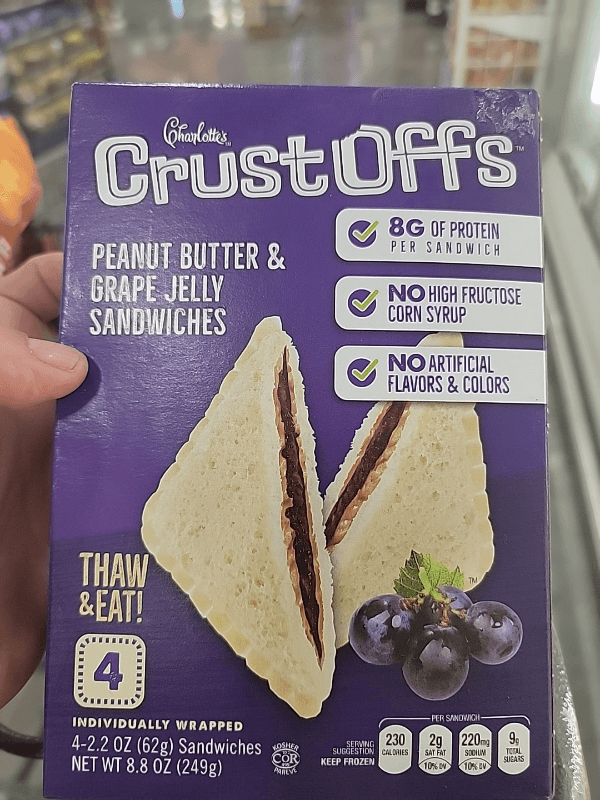 Charlotte's™
CrustOffs™
PEANUT BUTTER &
GRAPE JELLY
SANDWICHES
8G OF PROTEIN
PER SANDWICH
NO HIGH FRUCTOSE
CORN SYRUP
NO ARTIFICIAL
FLAVORS & COLORS
THAW
& EAT!
4
TM
INDIVIDUALLY WRAPPED
4-2.2 OZ (62g) Sandwiches
NET WT 8.8 OZ (249g)
KOSHER
COR
PAREVE
SERVING
SUGGESTION
KEEP FROZEN
PER SANDWICH
230
CALORIES
2g
SAT FAT
10% DV
220mg
SODIUM
10% DV
9g
TOTAL
SUGARS